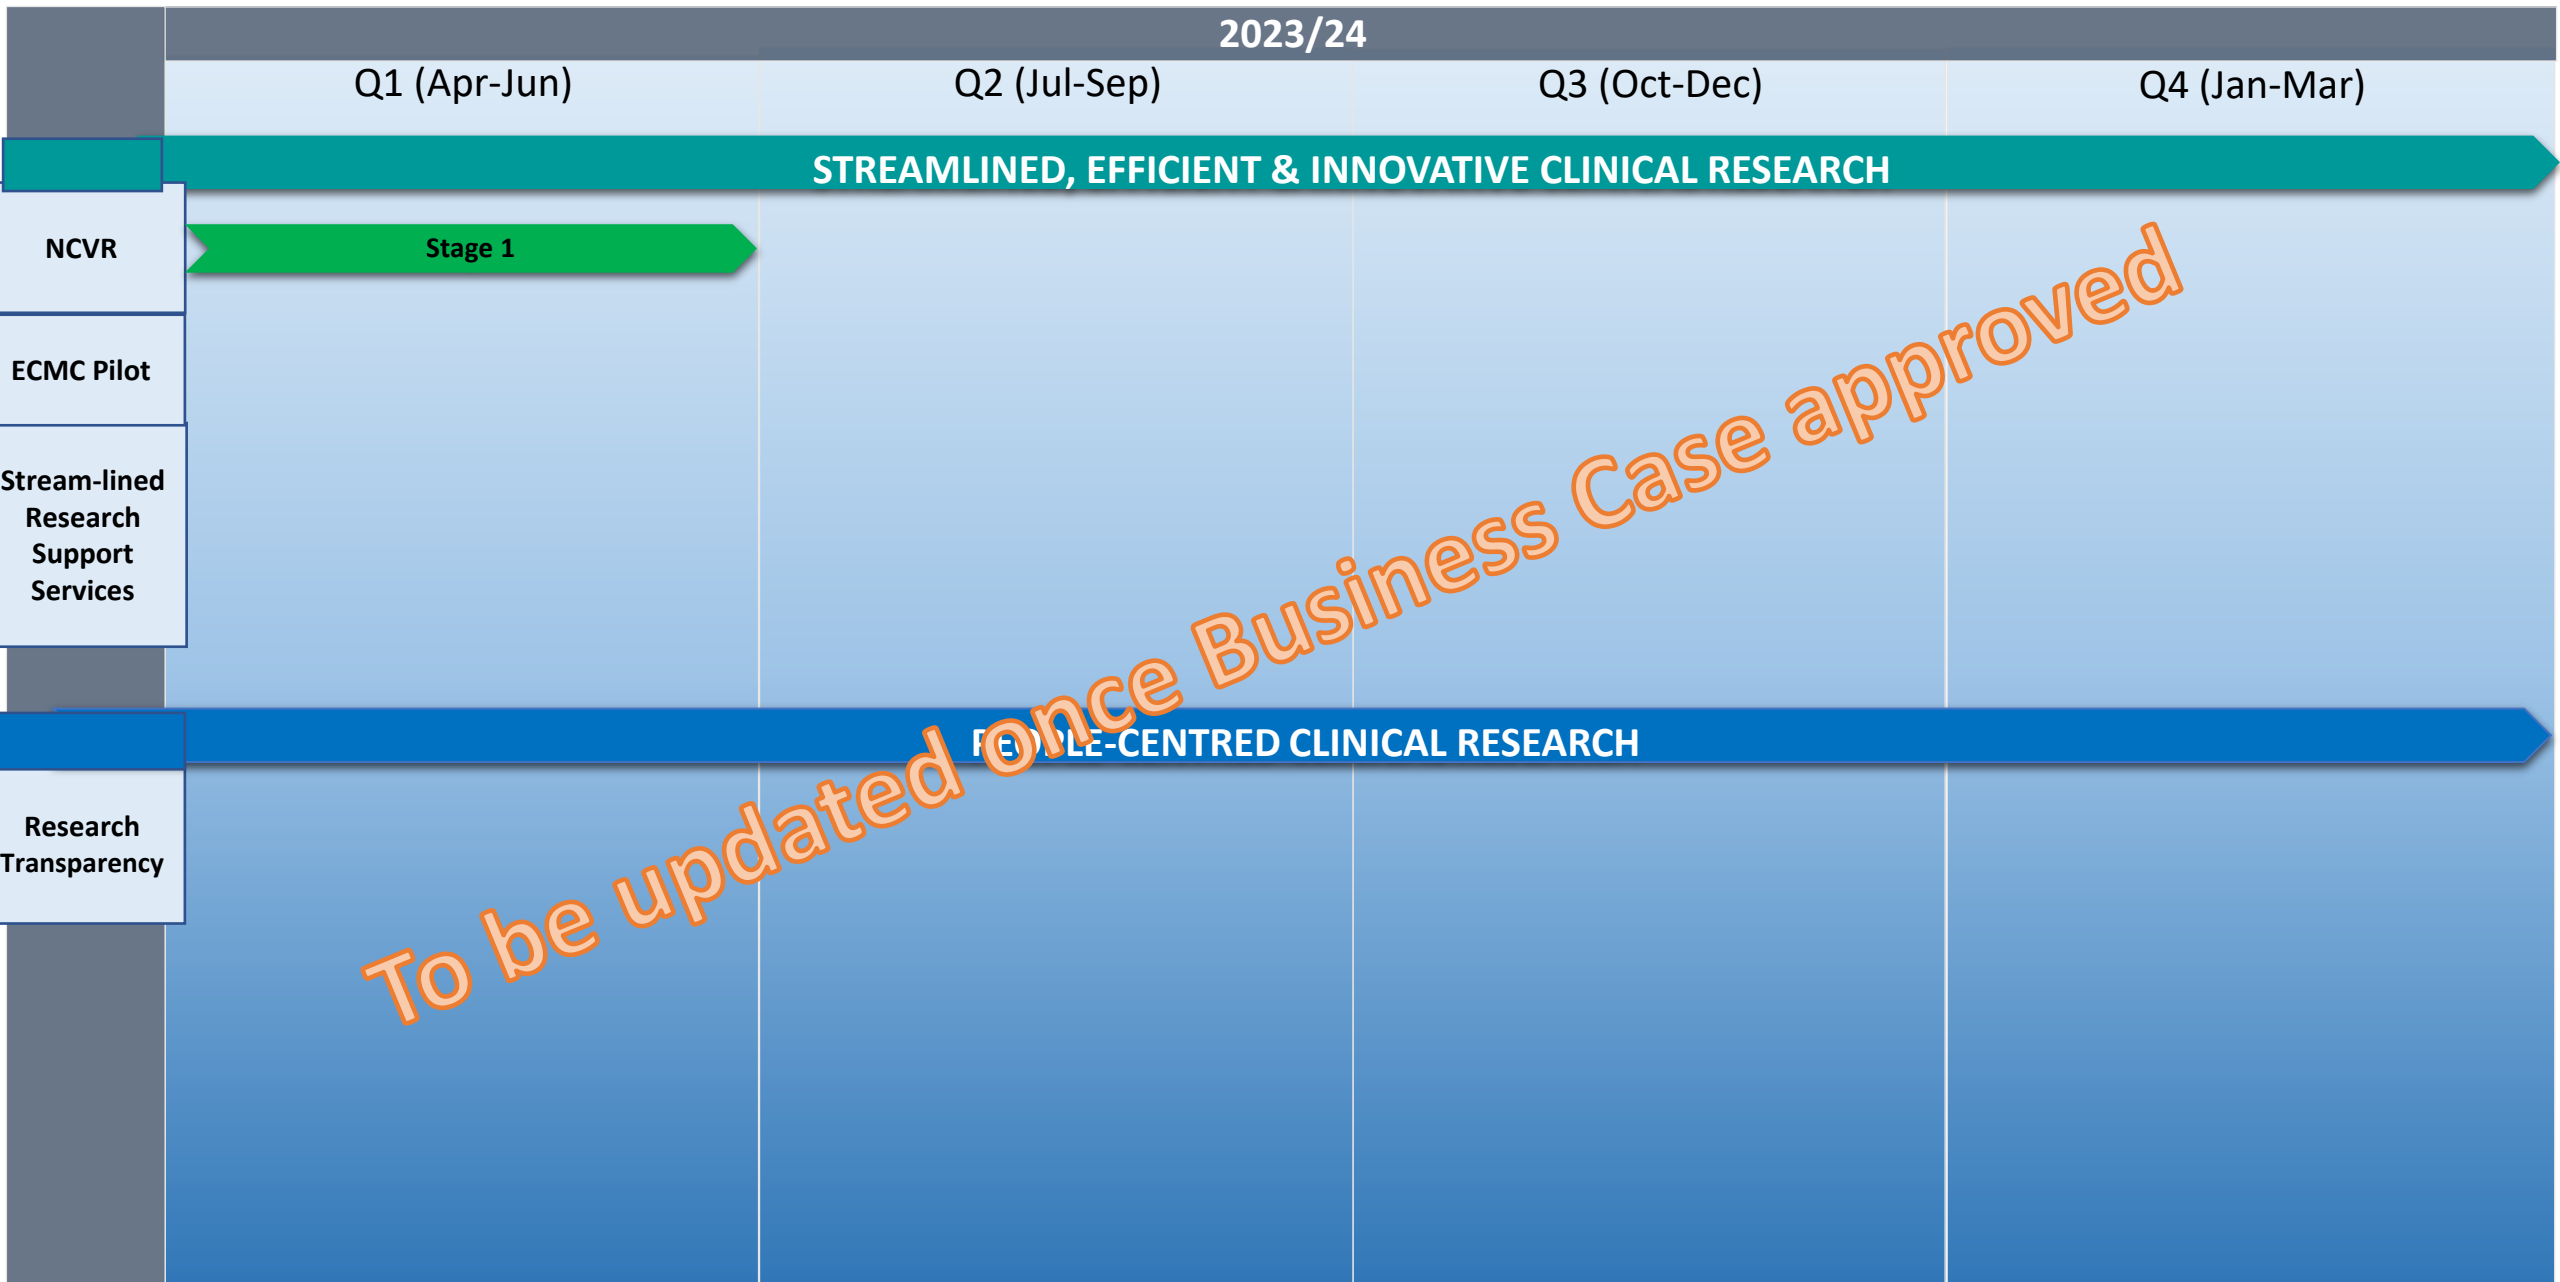 2023/24
Q1 (Apr-Jun)
Q2 (Jul-Sep)
Q3 (Oct-Dec)
Q4 (Jan-Mar)
STREAMLINED, EFFICIENT & INNOVATIVE CLINICAL RESEARCH
NCVR
Stage 1
ECMC Pilot
Stream-lined
Research
Support
Services
PEOPLE-CENTRED CLINICAL RESEARCH
Research
Transparency
To be updated once Business Case approved